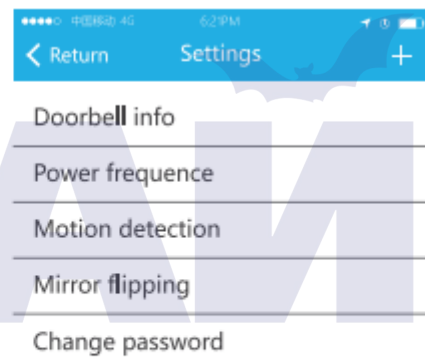 中国移动 4G 6:21PM
Return Settings +
Doorbell info
Power frequence
Motion detection
Mirror flipping
Change password